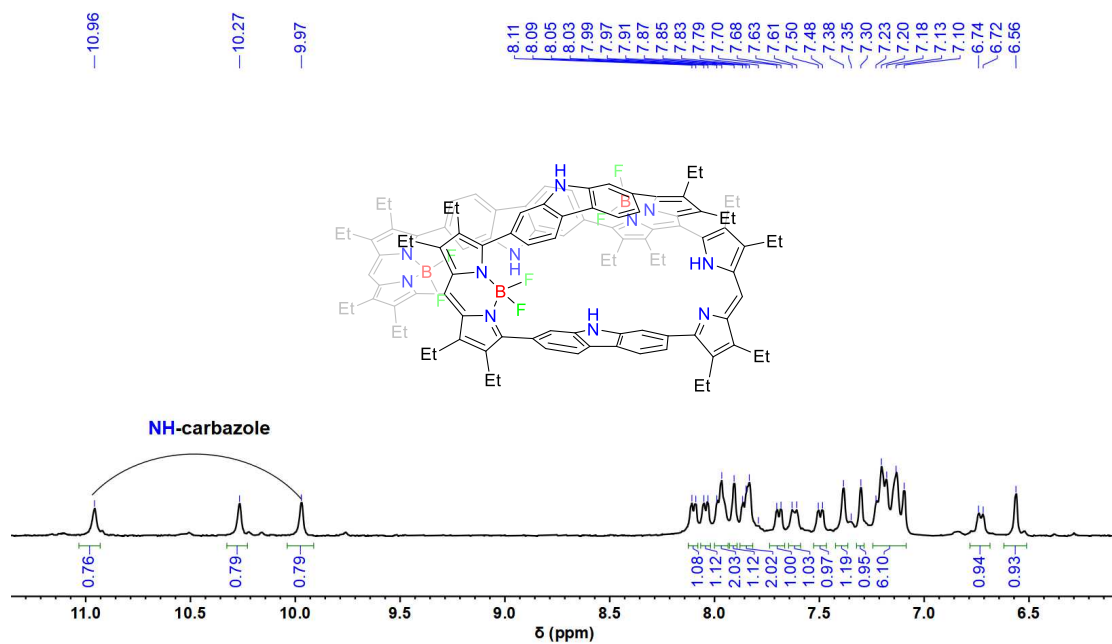 10.96
10.27
9.97
8.11
8.09
8.05
8.03
7.99
7.97
7.91
7.87
7.85
7.83
7.79
7.70
7.68
7.63
7.61
7.50
7.48
7.38
7.35
7.30
7.23
7.20
7.18
7.13
7.10
6.74
6.72
6.56
H
N
F
B
F
N
N
Et
Et
Et
Et
Et
Et
Et
Et
Et
Et
N
H
N
N
B
F
F
N
N
B
F
F
HN
N
H
N
Et
Et
Et
Et
Et
Et
Et
Et
NH-carbazole
0.76
0.79
0.79
1.08
1.12
2.03
1.12
2.02
1.00
1.03
0.97
1.19
0.95
6.10
0.94
0.93
11.0 10.5 10.0 9.5 9.0 8.5 8.0 7.5 7.0 6.5
δ (ppm)